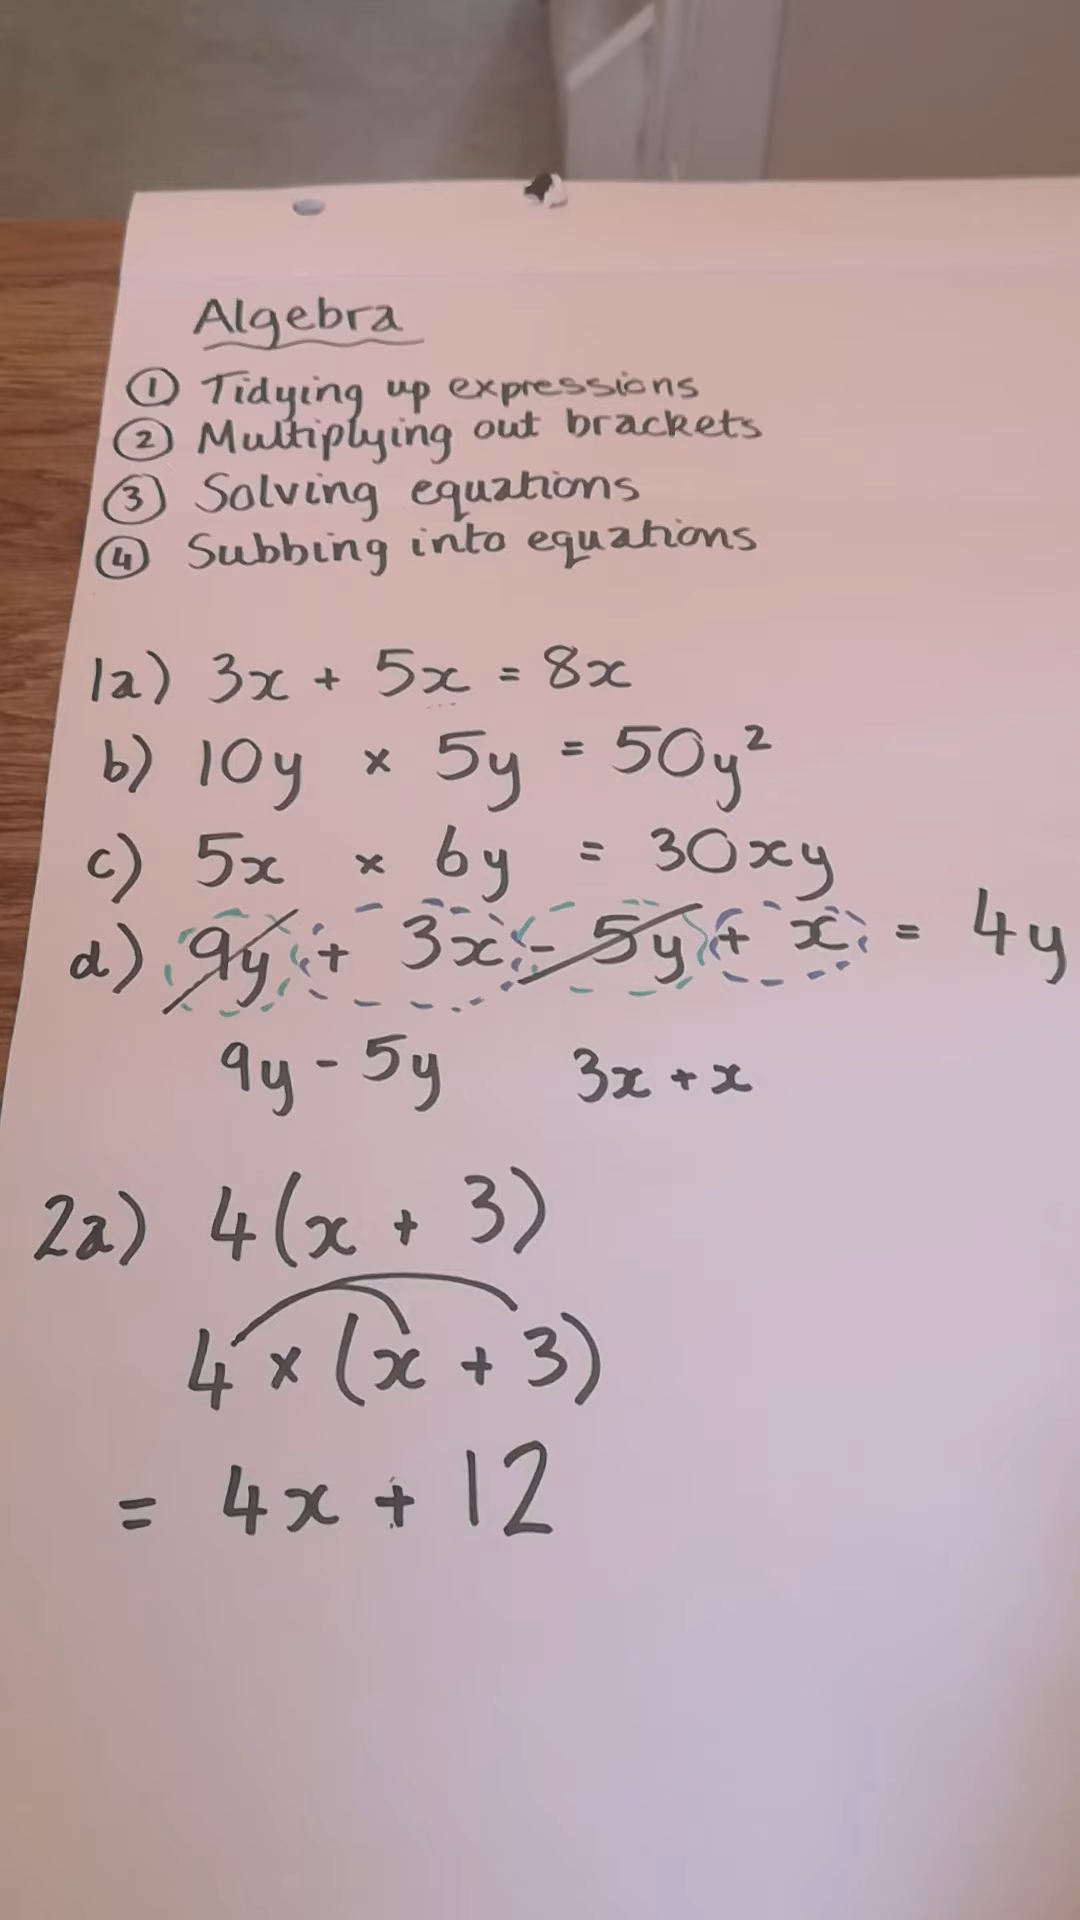 Algebra
① Tidying up expressions
② Multiplying out brackets
③ Solving equations
④ Subbing into equations
1a) 3x + 5x = 8x
b) 10y × 5y = 50y²
c) 5x × 6y = 30xy
d) 9y + 3x - 5y + x = 4y
9y - 5y 3x + x
2a) 4(x + 3)
4 × (x + 3)
= 4x + 12